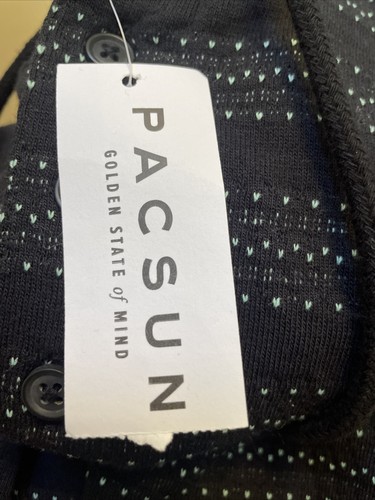 PACSUN
GOLDEN STATE of MIND